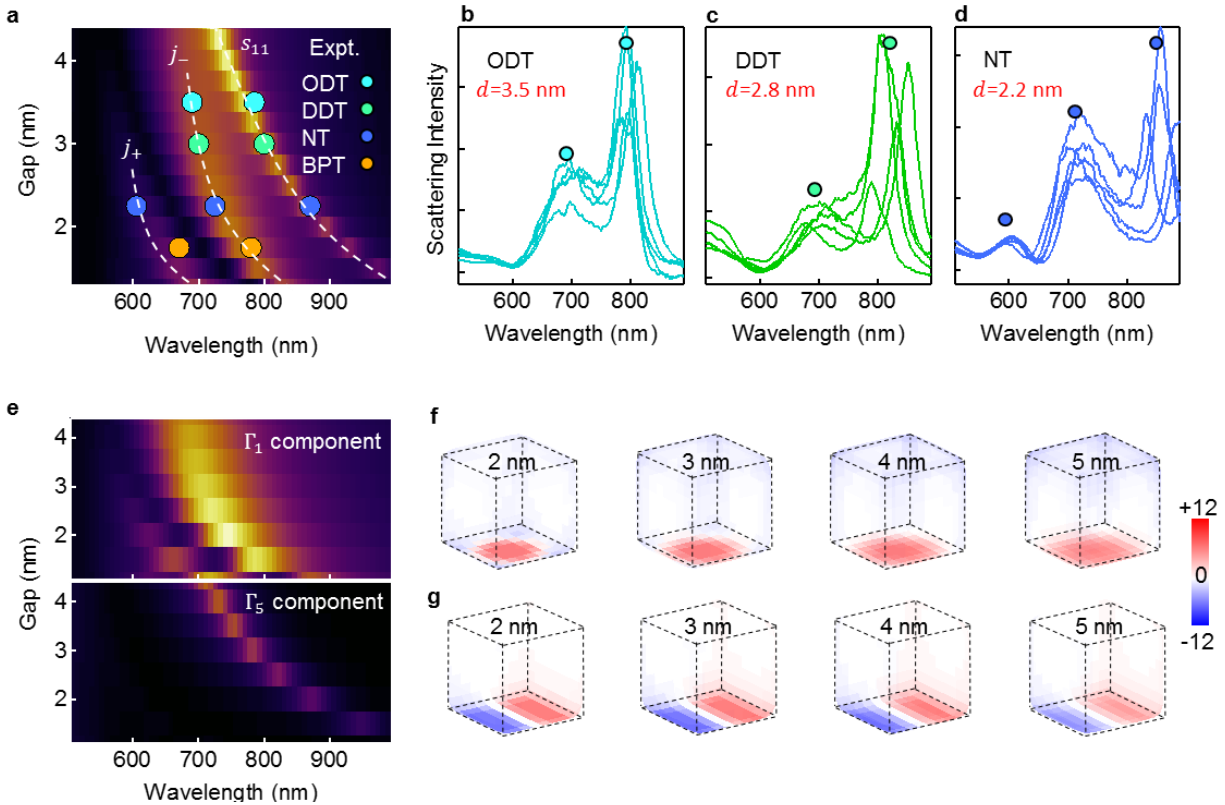 a
j₋
s₁₁
Expt.
ODT
DDT
NT
BPT
j₊
4
3
2
Gap (nm)
600 700 800 900
Wavelength (nm)
b
ODT
d=3.5 nm
Scattering Intensity
600 700 800
Wavelength (nm)
c
DDT
d=2.8 nm
600 700 800
Wavelength (nm)
d
NT
d=2.2 nm
600 700 800
Wavelength (nm)
e
Γ₁ component
4
3
2
Γ₅ component
4
3
2
Gap (nm)
600 700 800 900
Wavelength (nm)
f
2 nm 3 nm 4 nm 5 nm
g
2 nm 3 nm 4 nm 5 nm
+12
0
-12